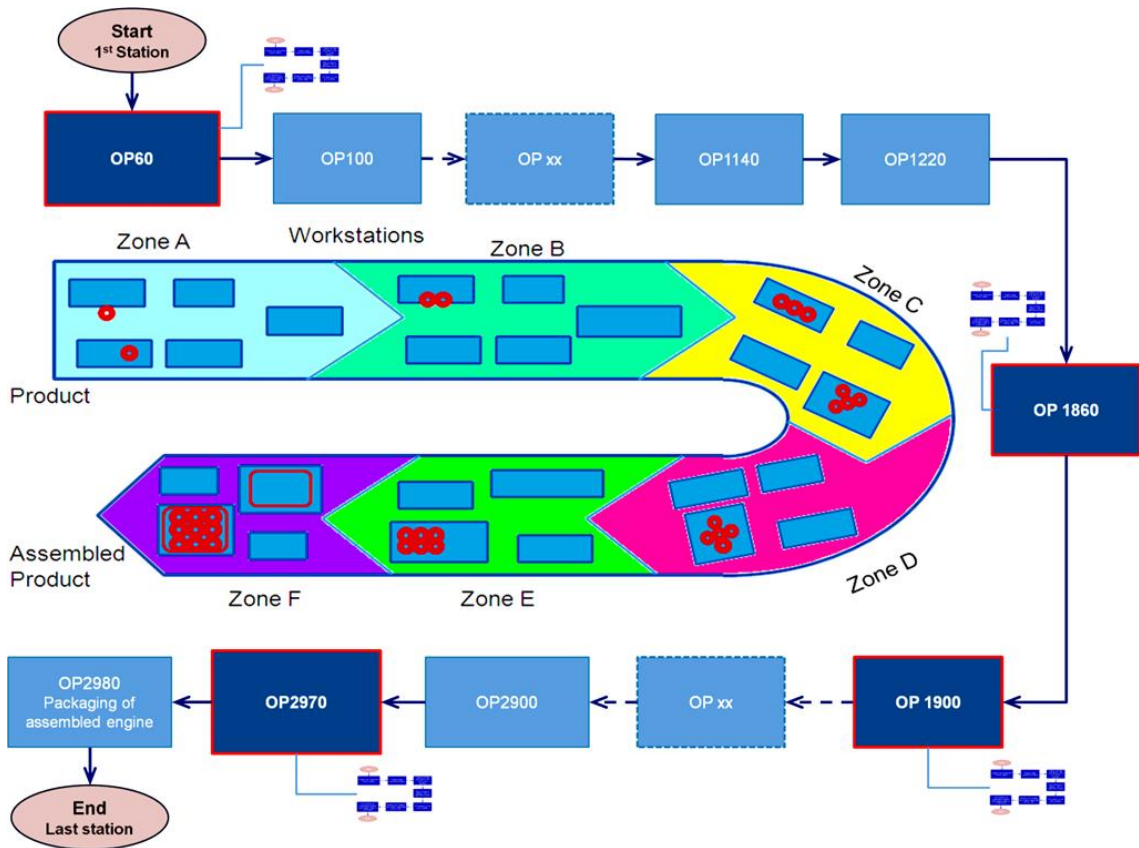 Start
1st Station
OP60
OP100
OP xx
OP1140
OP1220
Zone A
Workstations
Zone B
Zone C
Product
OP 1860
Assembled
Product
Zone F
Zone E
Zone D
OP2980
Packaging of
assembled engine
OP2970
OP2900
OP xx
OP 1900
End
Last station